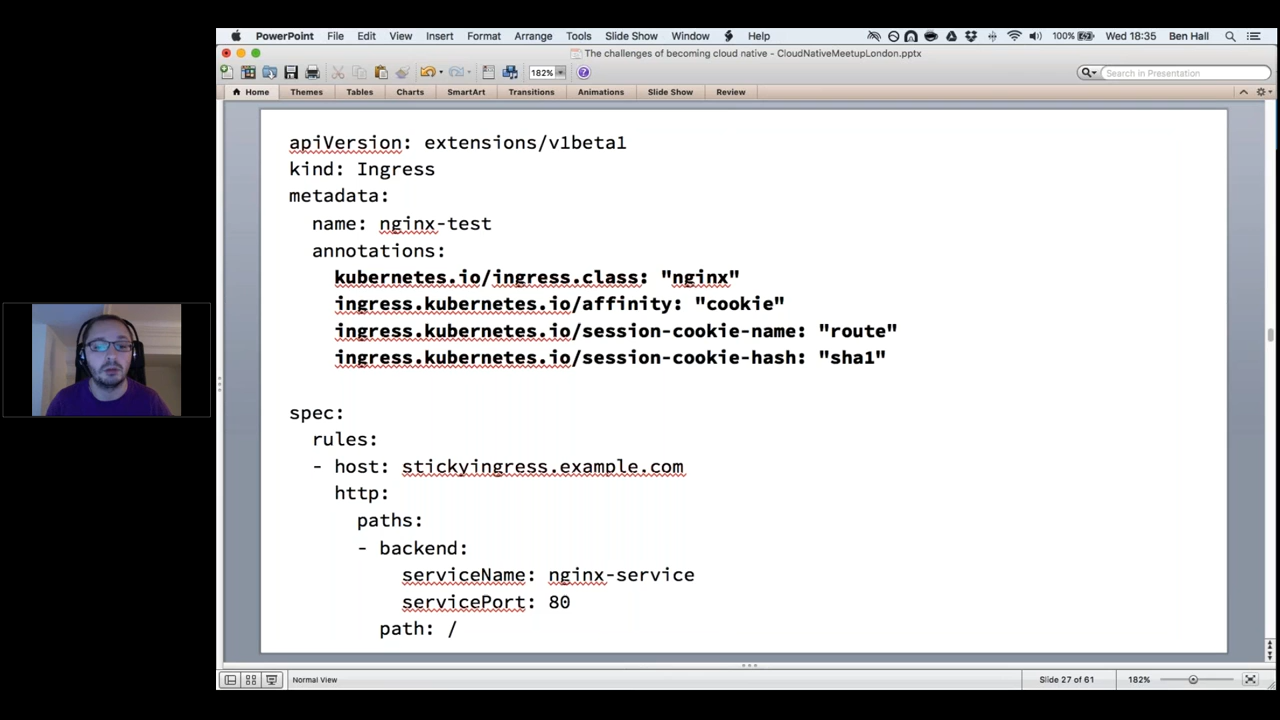 PowerPoint File Edit View Insert Format Arrange Tools Slide Show Window Help 100% Wed 18:35 Ben Hall
The challenges of becoming cloud native - CloudNativeMeetupLondon.pptx
182% Search in Presentation
Home Themes Tables Charts SmartArt Transitions Animations Slide Show Review
apiVersion: extensions/v1beta1
kind: Ingress
metadata:
  name: nginx-test
  annotations:
    kubernetes.io/ingress.class: "nginx"
    ingress.kubernetes.io/affinity: "cookie"
    ingress.kubernetes.io/session-cookie-name: "route"
    ingress.kubernetes.io/session-cookie-hash: "sha1"
spec:
  rules:
  - host: stickyingress.example.com
    http:
      paths:
      - backend:
          serviceName: nginx-service
          servicePort: 80
        path: /
Normal View Slide 27 of 61 182%